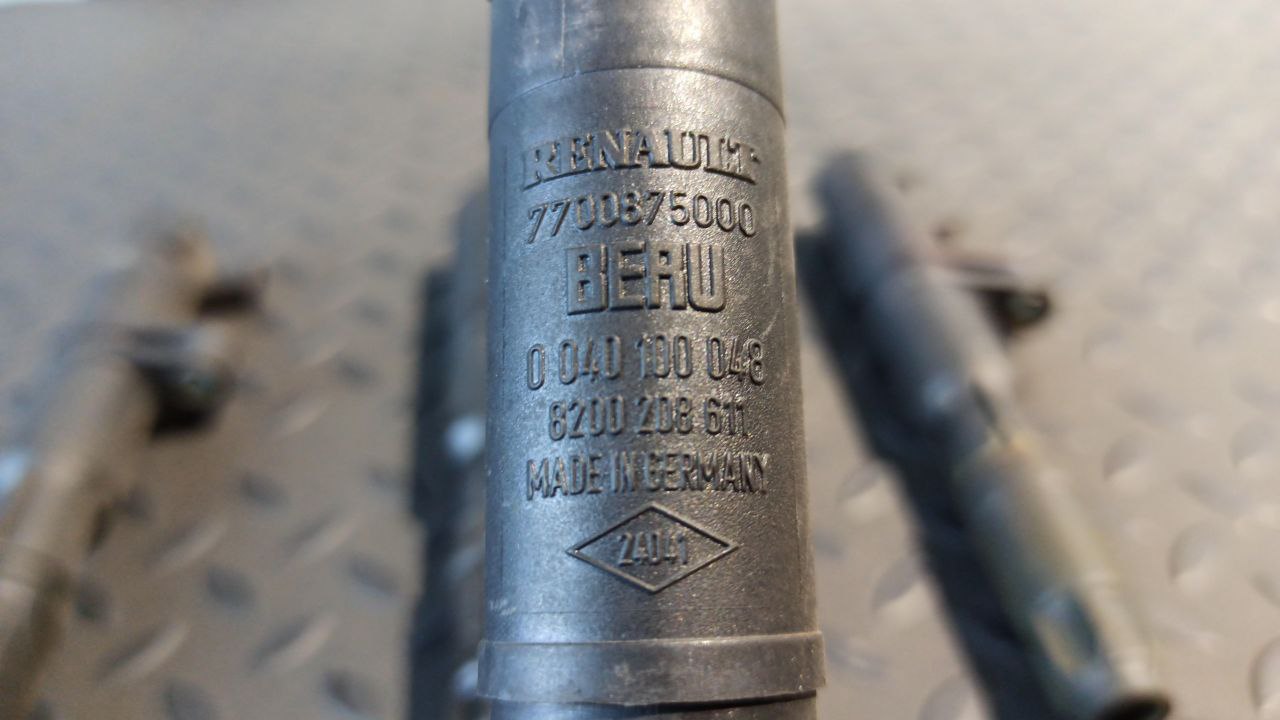 RENAULT
7700875000
BERU
0 040 100 048
8200 208 611
MADE IN GERMANY
24041